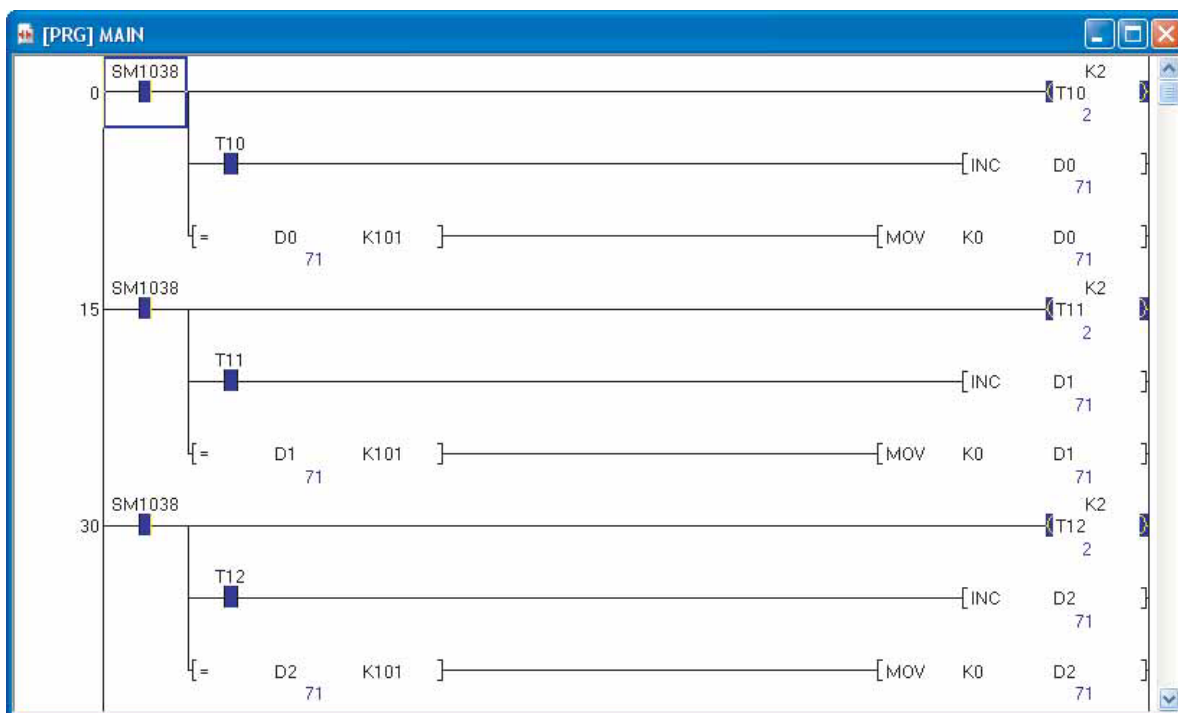 [PRG] MAIN
SM1038 K2
0 T10
2
T10
[INC D0 ]
71
[= D0 K101 ] [MOV K0 D0 ]
71 71
SM1038 K2
15 T11
2
T11
[INC D1 ]
71
[= D1 K101 ] [MOV K0 D1 ]
71 71
SM1038 K2
30 T12
2
T12
[INC D2 ]
71
[= D2 K101 ] [MOV K0 D2 ]
71 71